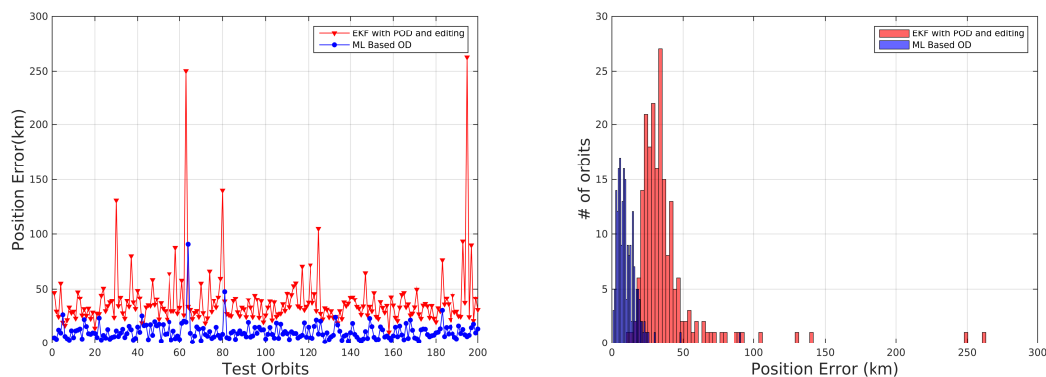 300
250
200
150
100
50
0
Position Error(km)
0 20 40 60 80 100 120 140 160 180 200
Test Orbits
EKF with POD and editing
ML Based OD
30
25
20
15
10
5
0
# of orbits
0 50 100 150 200 250 300
Position Error (km)
EKF with POD and editing
ML Based OD